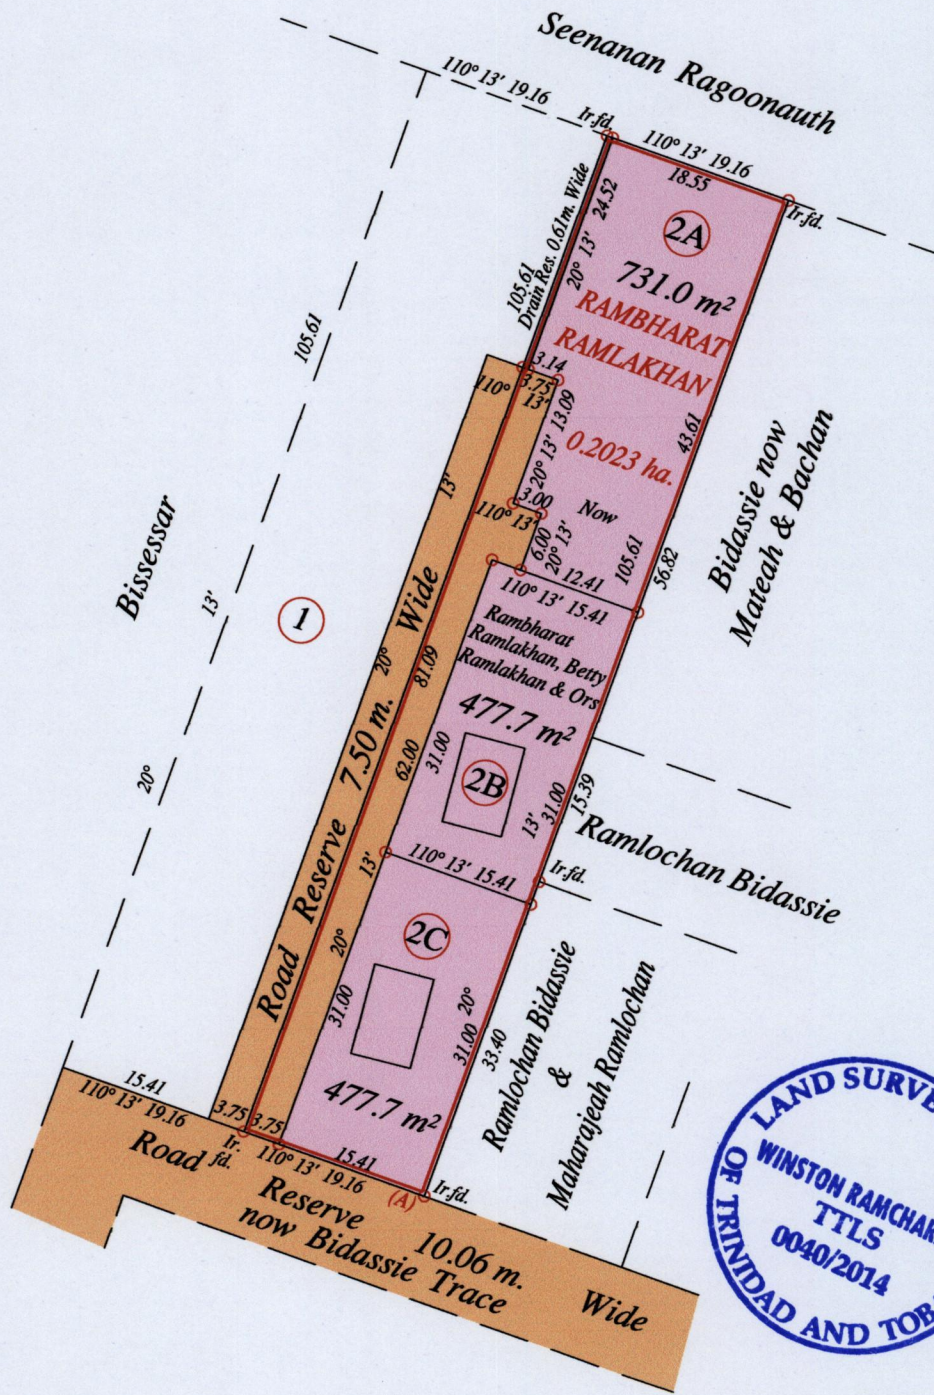 Seenanan Ragoonauth
110° 13' 19.16
Ir.fd.
110° 13' 19.16
18.55
Ir.fd.
2A
731.0 m²
RAMBHARAT
RAMLAKHAN
0.2023 ha.
Now
24.52
20° 13'
Drain Res. 0.61m. Wide
105.61
105.61
3.14
3.75
110° 13'
20° 13' 13.09
3.00
110° 13'
6.00
20° 13'
12.41
110° 13' 15.41
43.61
105.61
56.82
Bidassie now
Mateah & Bachan
Bissessar
13'
20°
1
Road Reserve 7.50 m. Wide
20° 13'
81.09
62.00
Rambharat
Ramlakhan, Betty
Ramlakhan & Ors
477.7 m²
31.00
2B
13'
31.00
15.39
Ramlochan Bidassie
13'
110° 13' 15.41
Ir.fd.
2C
20°
31.00
20°
31.00
33.40
477.7 m²
Ramlochan Bidassie
&
Maharajeah Ramlochan
15.41
110° 13' 19.16
3.75
3.75
Ir.
fd.
15.41
110° 13' 19.16
(A)
Ir.fd.
Road Reserve 10.06 m. Wide
now Bidassie Trace
LAND SURVE
OF TRINIDAD AND TOB
WINSTON RAMCHAR
TTLS
0040/2014